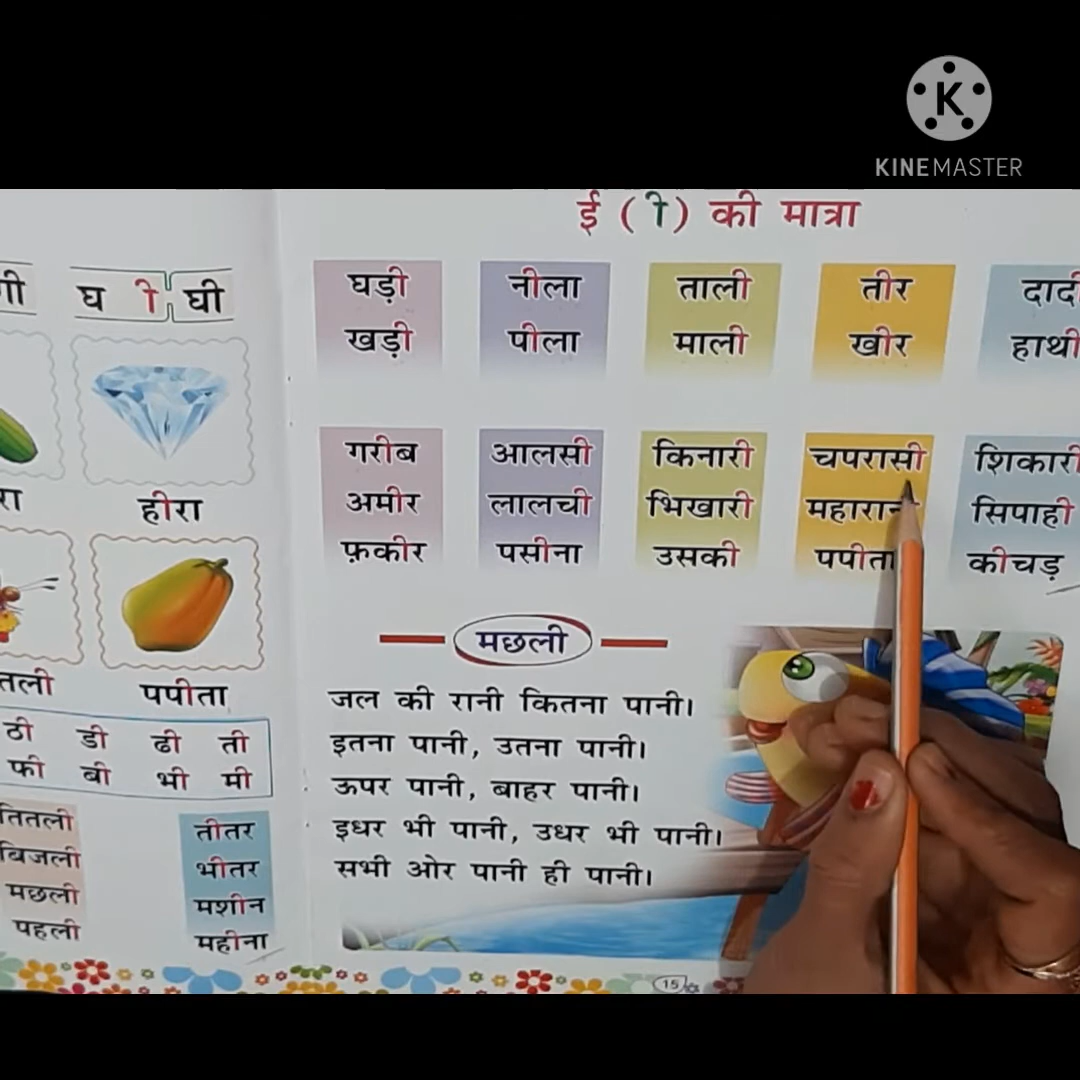 KINEMASTER
ई ( ी ) की मात्रा
घ ी घी
हीरा
पपीता
ठी डी ढी ती
फी बी भी मी
तितली
बिजली
मछली
पहली
तीतर
भीतर
मशीन
महीना
घड़ी नीला ताली तीर दादी
खड़ी पीला माली खीर हाथी
गरीब आलसी किनारी चपरासी शिकारी
अमीर लालची भिखारी सिपाही
फ़कीर पसीना उसकी पपीता कीचड़
मछली
जल की रानी कितना पानी।
इतना पानी, उतना पानी।
ऊपर पानी, बाहर पानी।
इधर भी पानी, उधर भी पानी।
सभी ओर पानी ही पानी।
15